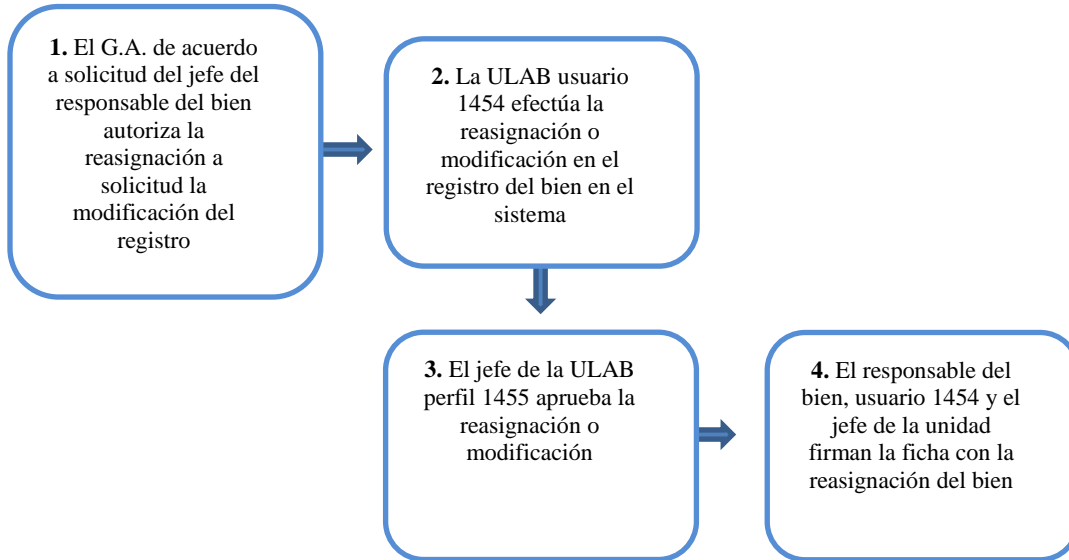 1. El G.A. de acuerdo
a solicitud del jefe del
responsable del bien
autoriza la
reasignación a
solicitud la
modificación del
registro
2. La ULAB usuario
1454 efectúa la
reasignación o
modificación en el
registro del bien en el
sistema
3. El jefe de la ULAB
perfil 1455 aprueba la
reasignación o
modificación
4. El responsable del
bien, usuario 1454 y el
jefe de la unidad
firman la ficha con la
reasignación del bien